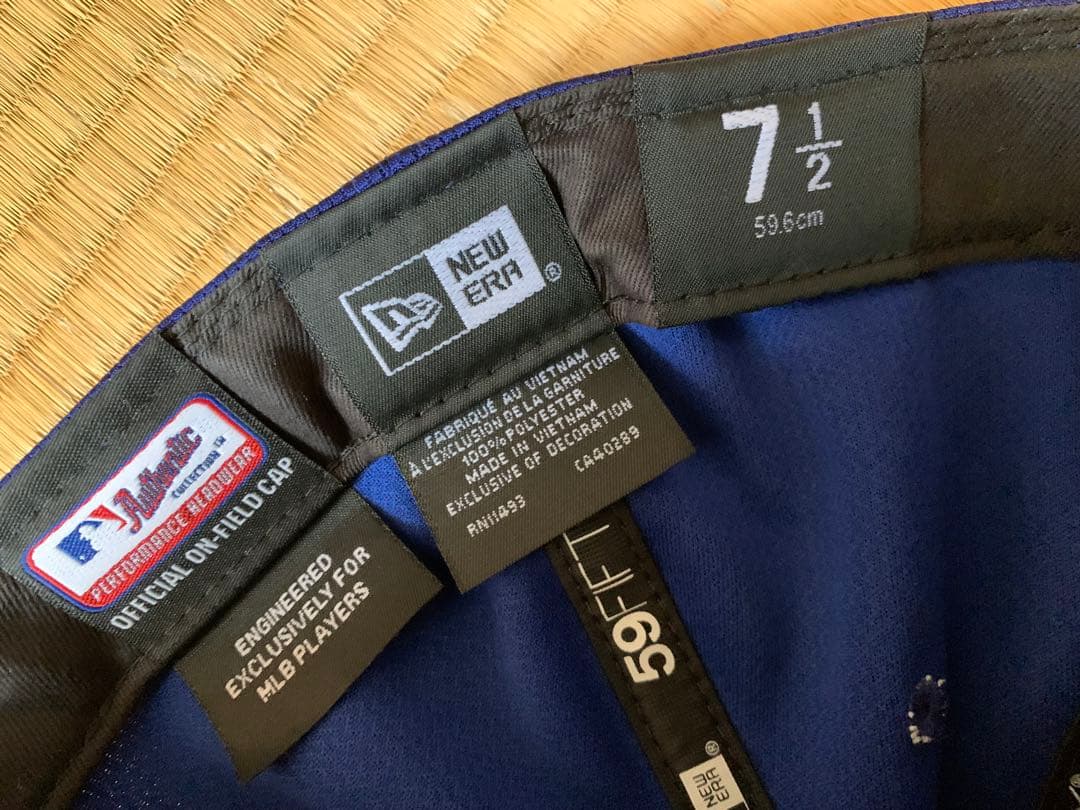 7 1/2
59.6cm
NEW
ERA
®
FABRIQUÉ AU VIETNAM
À L'EXCLUSION DE LA GARNITURE
100% POLYESTER
MADE IN VIETNAM
EXCLUSIVE OF DECORATION
RN11493 CA40289
Authentic
COLLECTION TM
PERFORMANCE HEADWEAR
OFFICIAL ON-FIELD CAP
ENGINEERED
EXCLUSIVELY FOR
MLB PLAYERS
59FIFT
NEW
ERA
®